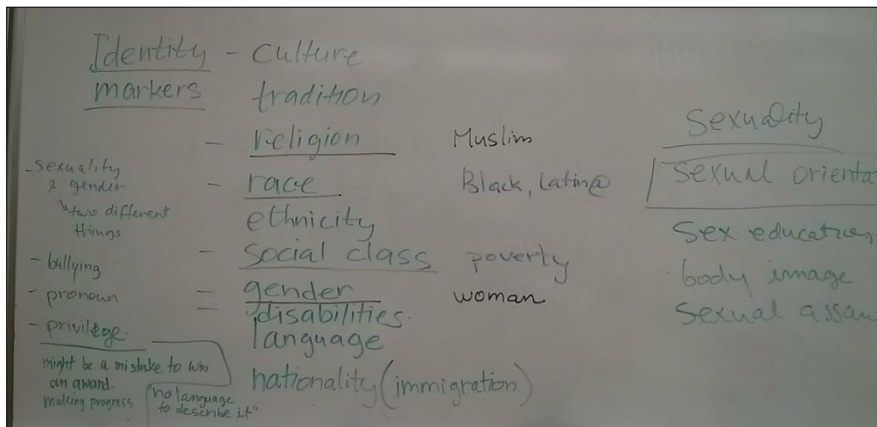 Identity - culture
markers tradition
- religion Muslim
- race Black, Latin@
ethnicity
- social class poverty
= gender woman
disabilities.
language
nationality (immigration)
- sexuality
& gender
↳ two different
things
- bullying
- pronoun
- privilege
might be a mistake to win
an award.
making progress
"no language
to describe it"
Sexuality
sexual orienta
sex education
body image
sexual assau